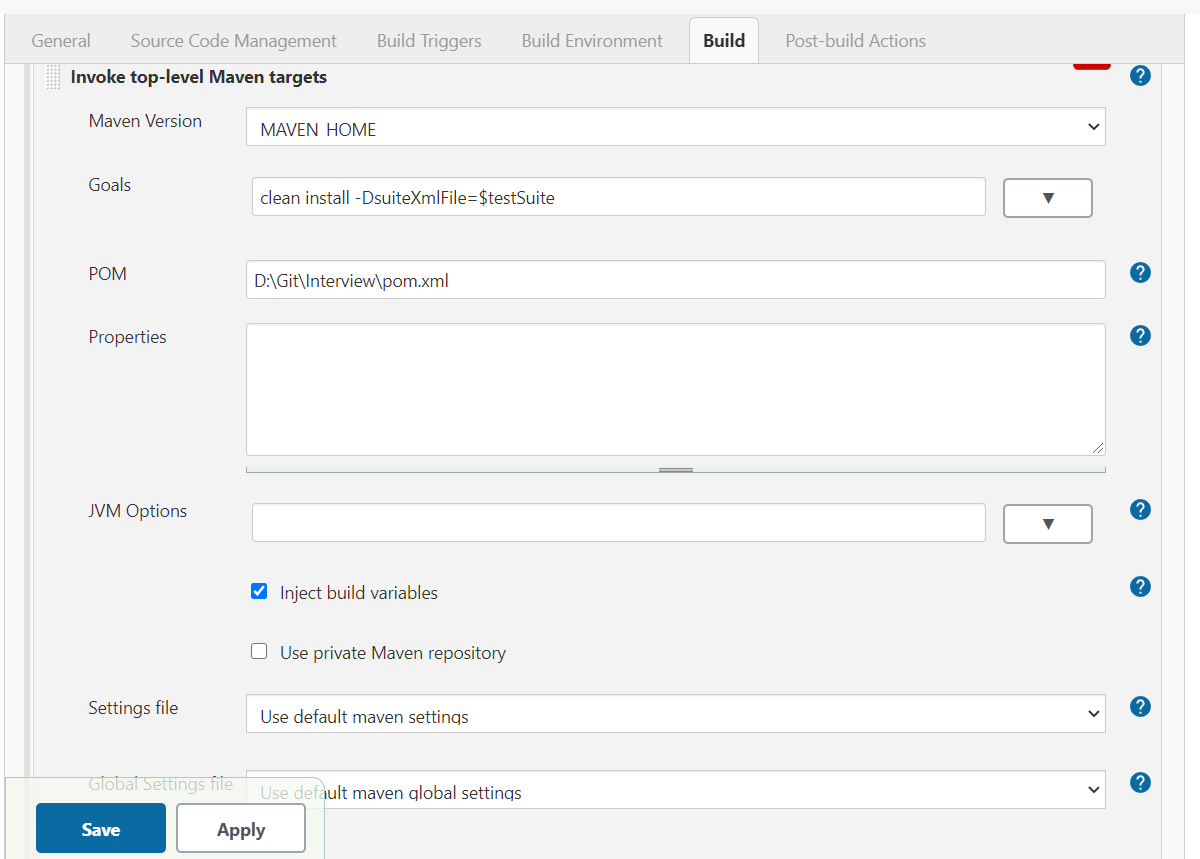 General Source Code Management Build Triggers Build Environment Build Post-build Actions
Invoke top-level Maven targets ?
Maven Version MAVEN HOME
Goals clean install -DsuiteXmlFile=$testSuite ▼
POM D:\Git\Interview\pom.xml ?
Properties ?
JVM Options ▼ ?
Inject build variables ?
Use private Maven repository
Settings file Use default maven settings ?
Global Settings file Use default maven global settings ?
Save Apply